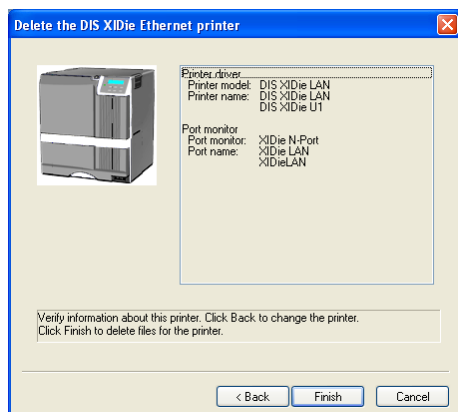 Delete the DIS XIDie Ethernet printer
Printer driver
Printer model: DIS XIDie LAN
Printer name: DIS XIDie LAN
DIS XIDie U1
Port monitor
Port monitor: XIDie N-Port
Port name: XIDie LAN
XIDieLAN
Verify information about this printer. Click Back to change the printer.
Click Finish to delete files for the printer.
< Back Finish Cancel